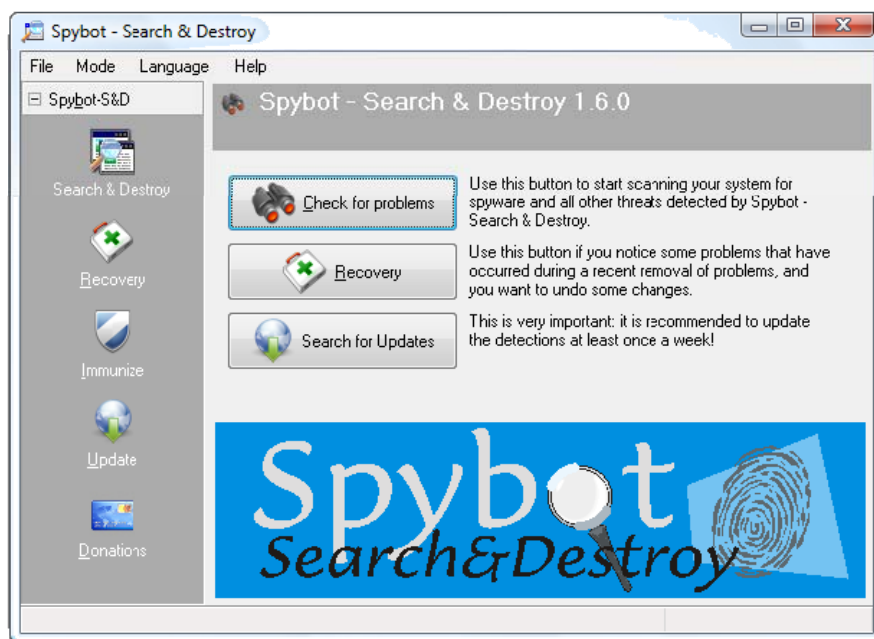 Spybot - Search & Destroy
File Mode Language Help
Spybot-S&D
Search & Destroy
Recovery
Immunize
Update
Donations
Spybot - Search & Destroy 1.6.0
Check for problems
Use this button to start scanning your system for
spyware and all other threats detected by Spybot -
Search & Destroy.
Recovery
Use this button if you notice some problems that have
occurred during a recent removal of problems, and
you want to undo some changes.
Search for Updates
This is very important: it is recommended to update
the detections at least once a week!
Spybot
Search&Destroy